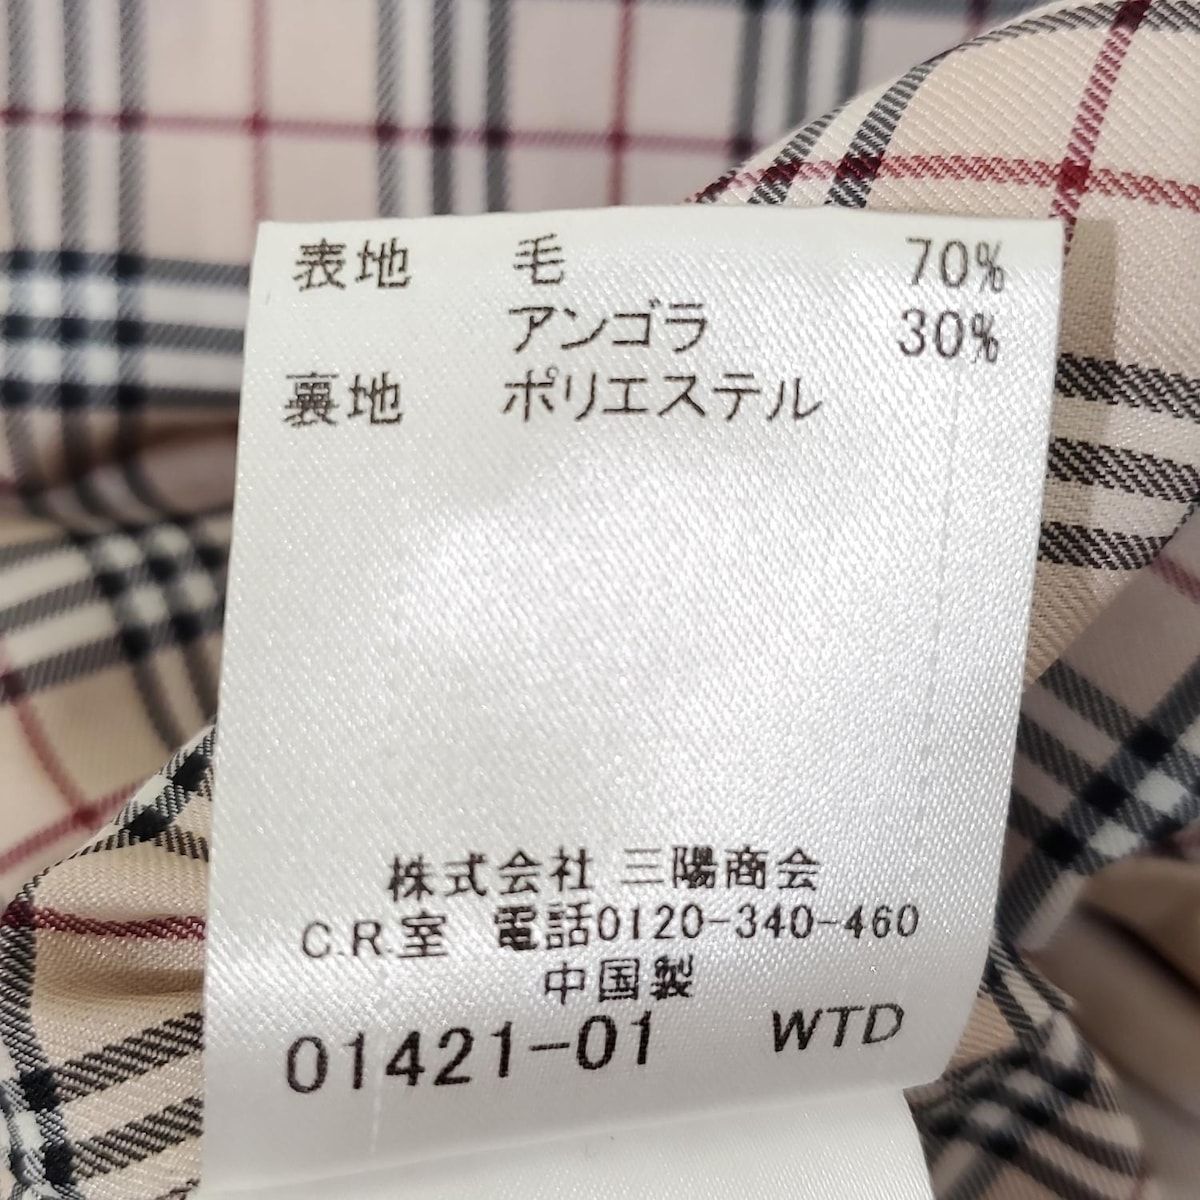 表地 毛 70%
アンゴラ 30%
裏地 ポリエステル
株式会社 三陽商会
C.R.室 電話0120-340-460
中国製
01421-01 WTD